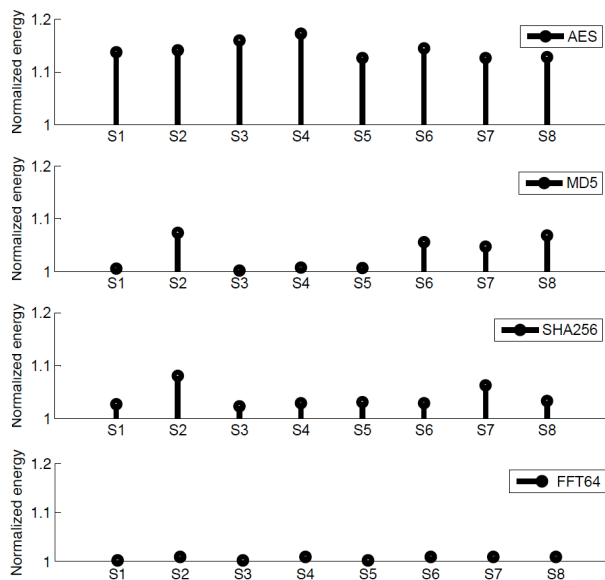 Normalized energy
1.2
1.1
1
AES
S1 S2 S3 S4 S5 S6 S7 S8
Normalized energy
1.2
1.1
1
MD5
S1 S2 S3 S4 S5 S6 S7 S8
Normalized energy
1.2
1.1
1
SHA256
S1 S2 S3 S4 S5 S6 S7 S8
Normalized energy
1.2
1.1
1
FFT64
S1 S2 S3 S4 S5 S6 S7 S8